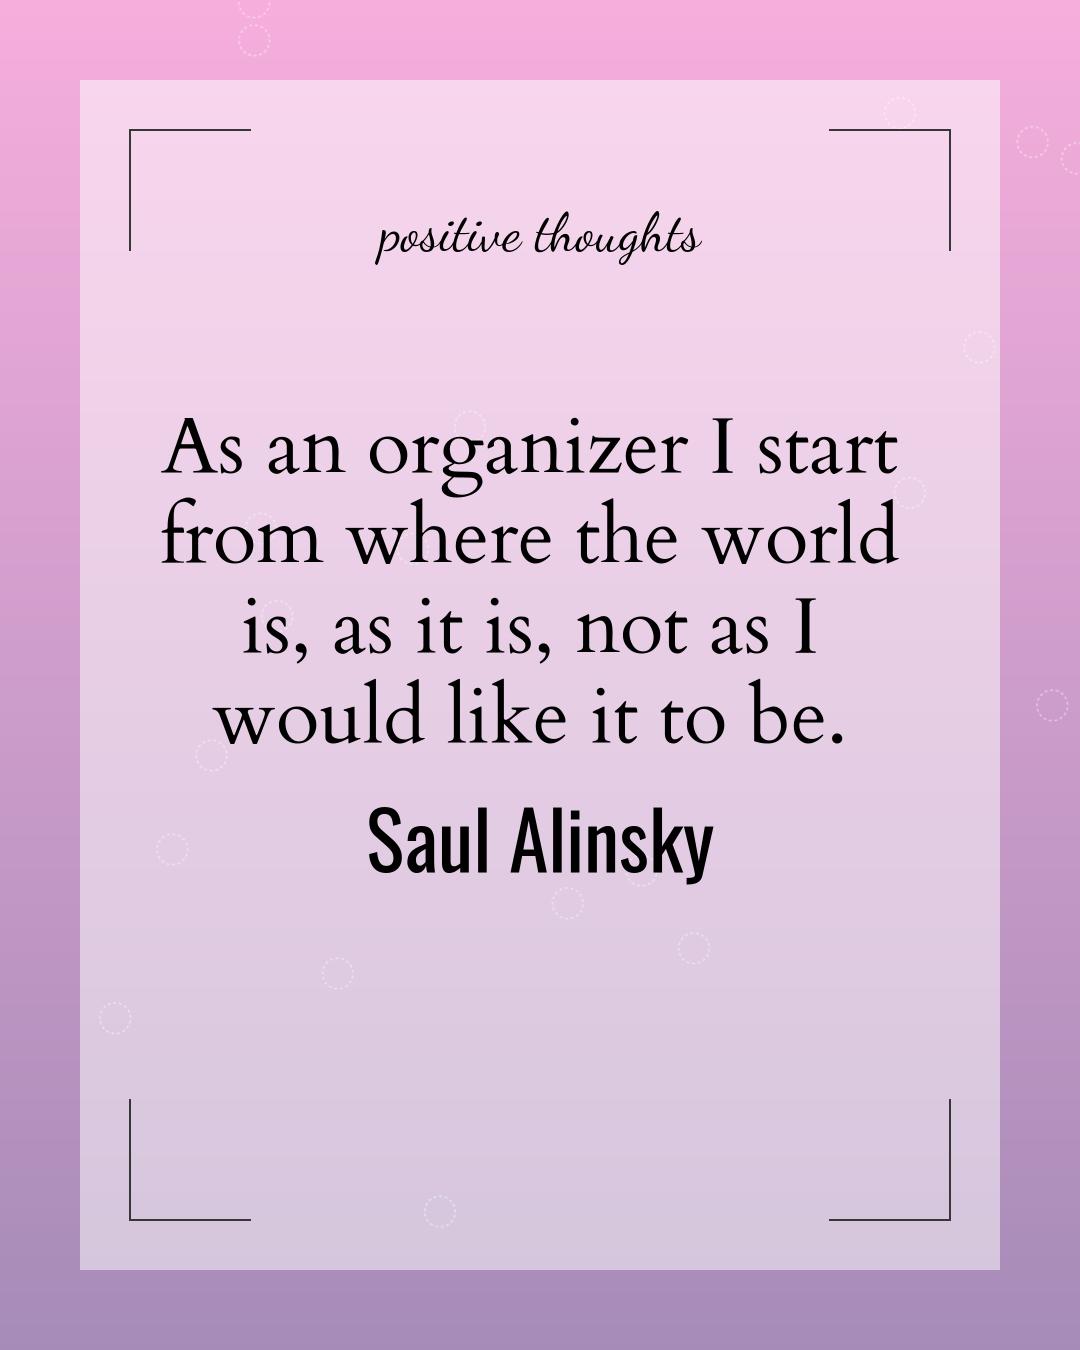 positive thoughts
As an organizer I start
from where the world
is, as it is, not as I
would like it to be.
Saul Alinsky